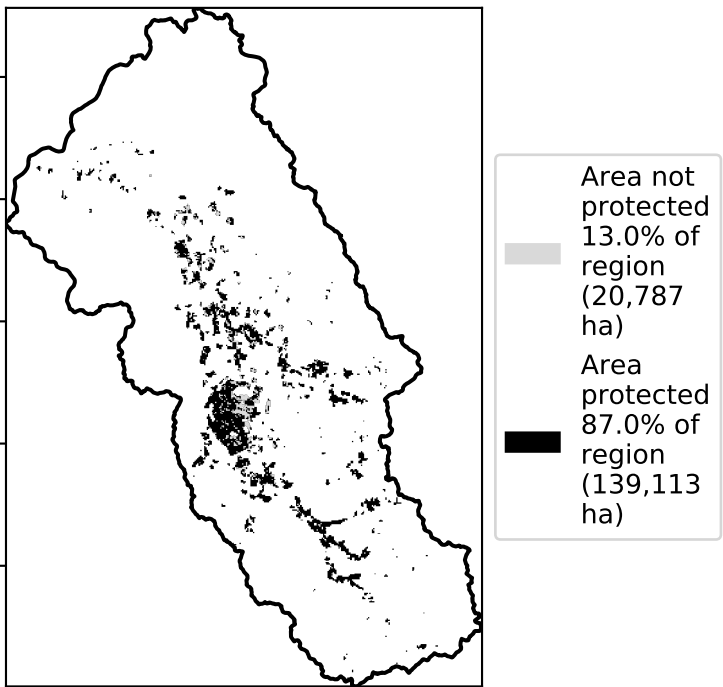 Area not
protected
13.0% of
region
(20,787
ha)
Area
protected
87.0% of
region
(139,113
ha)